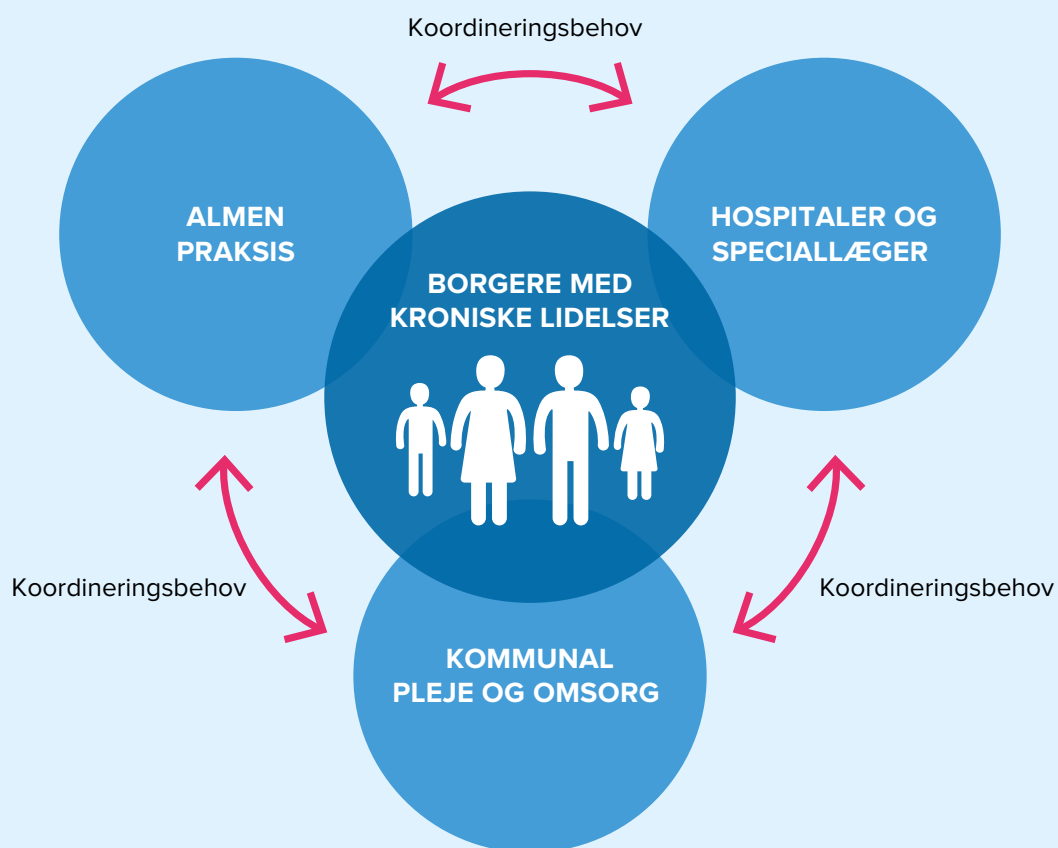 Koordineringsbehov
ALMEN
PRAKSIS
HOSPITALER OG
SPECIALLÆGER
BORGERE MED
KRONISKE LIDELSER
Koordineringsbehov
Koordineringsbehov
KOMMUNAL
PLEJE OG OMSORG